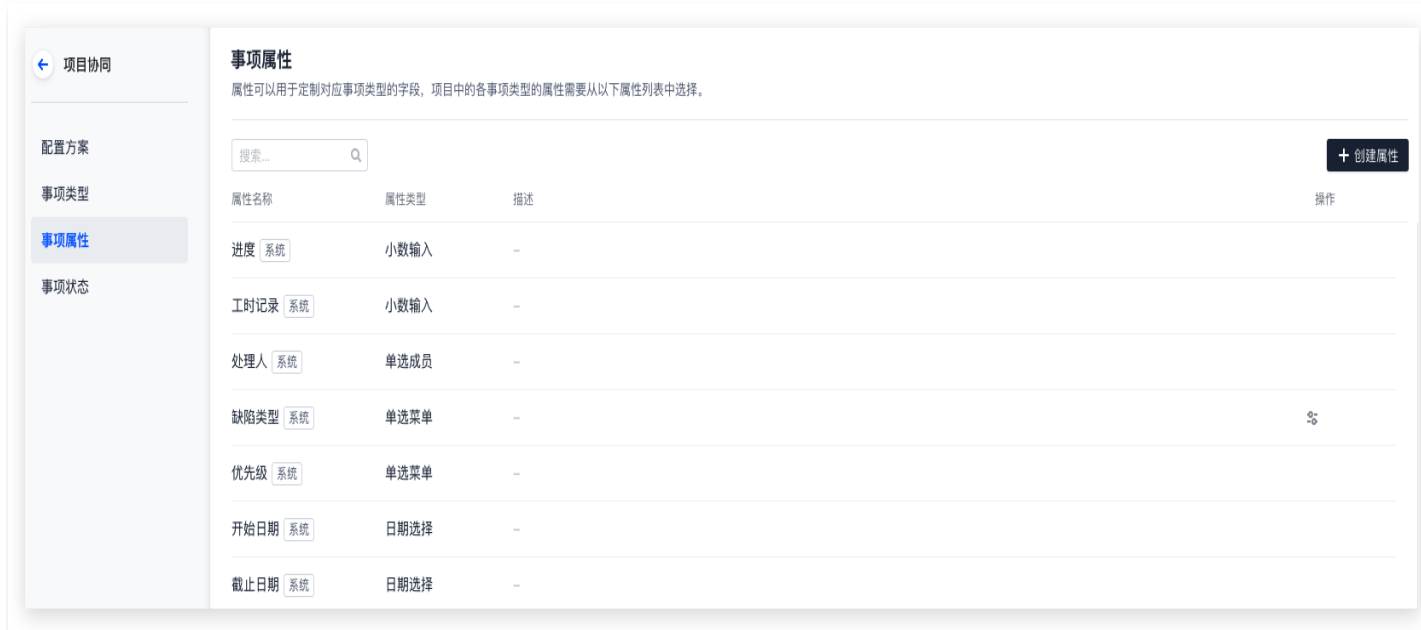 项目协同
配置方案
事项类型
事项属性
事项状态
事项属性
属性可以用于定制对应事项类型的字段，项目中的各事项类型的属性需要从以下属性列表中选择。
搜索...
创建属性
属性名称 属性类型 描述 操作
进度 系统 小数输入 –
工时记录 系统 小数输入 –
处理人 系统 单选成员 –
缺陷类型 系统 单选菜单 –
优先级 系统 单选菜单 –
开始日期 系统 日期选择 –
截止日期 系统 日期选择 –